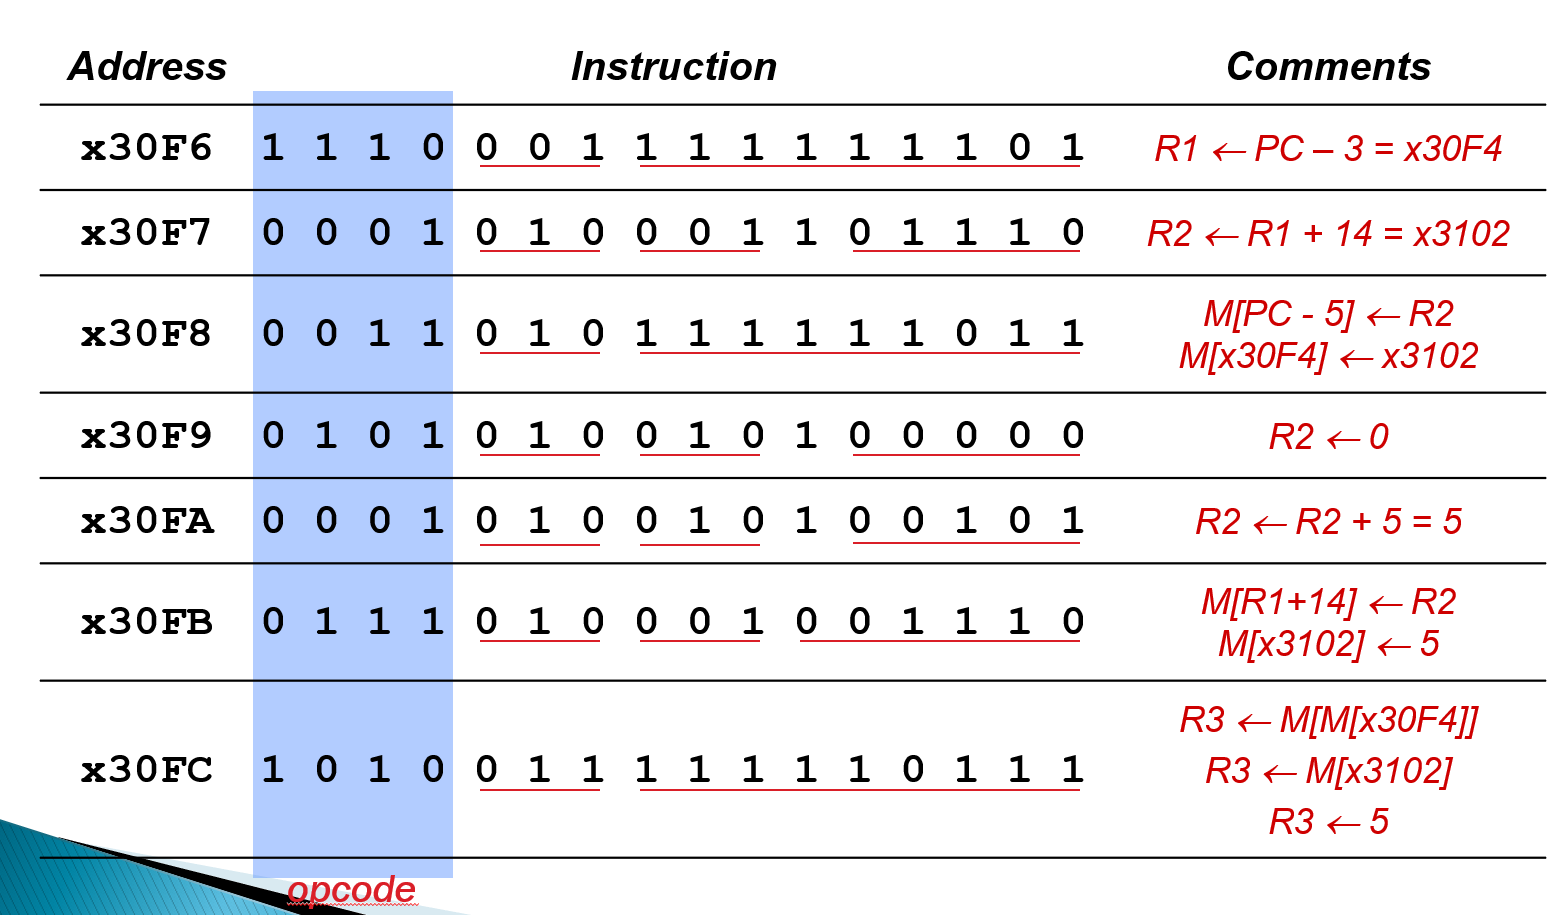 Address Instruction Comments
x30F6 1 1 1 0 0 0 1 1 1 1 1 1 1 1 0 1 R1 ← PC – 3 = x30F4
x30F7 0 0 0 1 0 1 0 0 0 1 1 0 1 1 1 0 R2 ← R1 + 14 = x3102
x30F8 0 0 1 1 0 1 0 1 1 1 1 1 1 0 1 1 M[PC - 5] ← R2
M[x30F4] ← x3102
x30F9 0 1 0 1 0 1 0 0 1 0 1 0 0 0 0 0 R2 ← 0
x30FA 0 0 0 1 0 1 0 0 1 0 1 0 0 1 0 1 R2 ← R2 + 5 = 5
x30FB 0 1 1 1 0 1 0 0 0 1 0 0 1 1 1 0 M[R1+14] ← R2
M[x3102] ← 5
x30FC 1 0 1 0 0 1 1 1 1 1 1 1 0 1 1 1 R3 ← M[M[x30F4]]
R3 ← M[x3102]
R3 ← 5
opcode